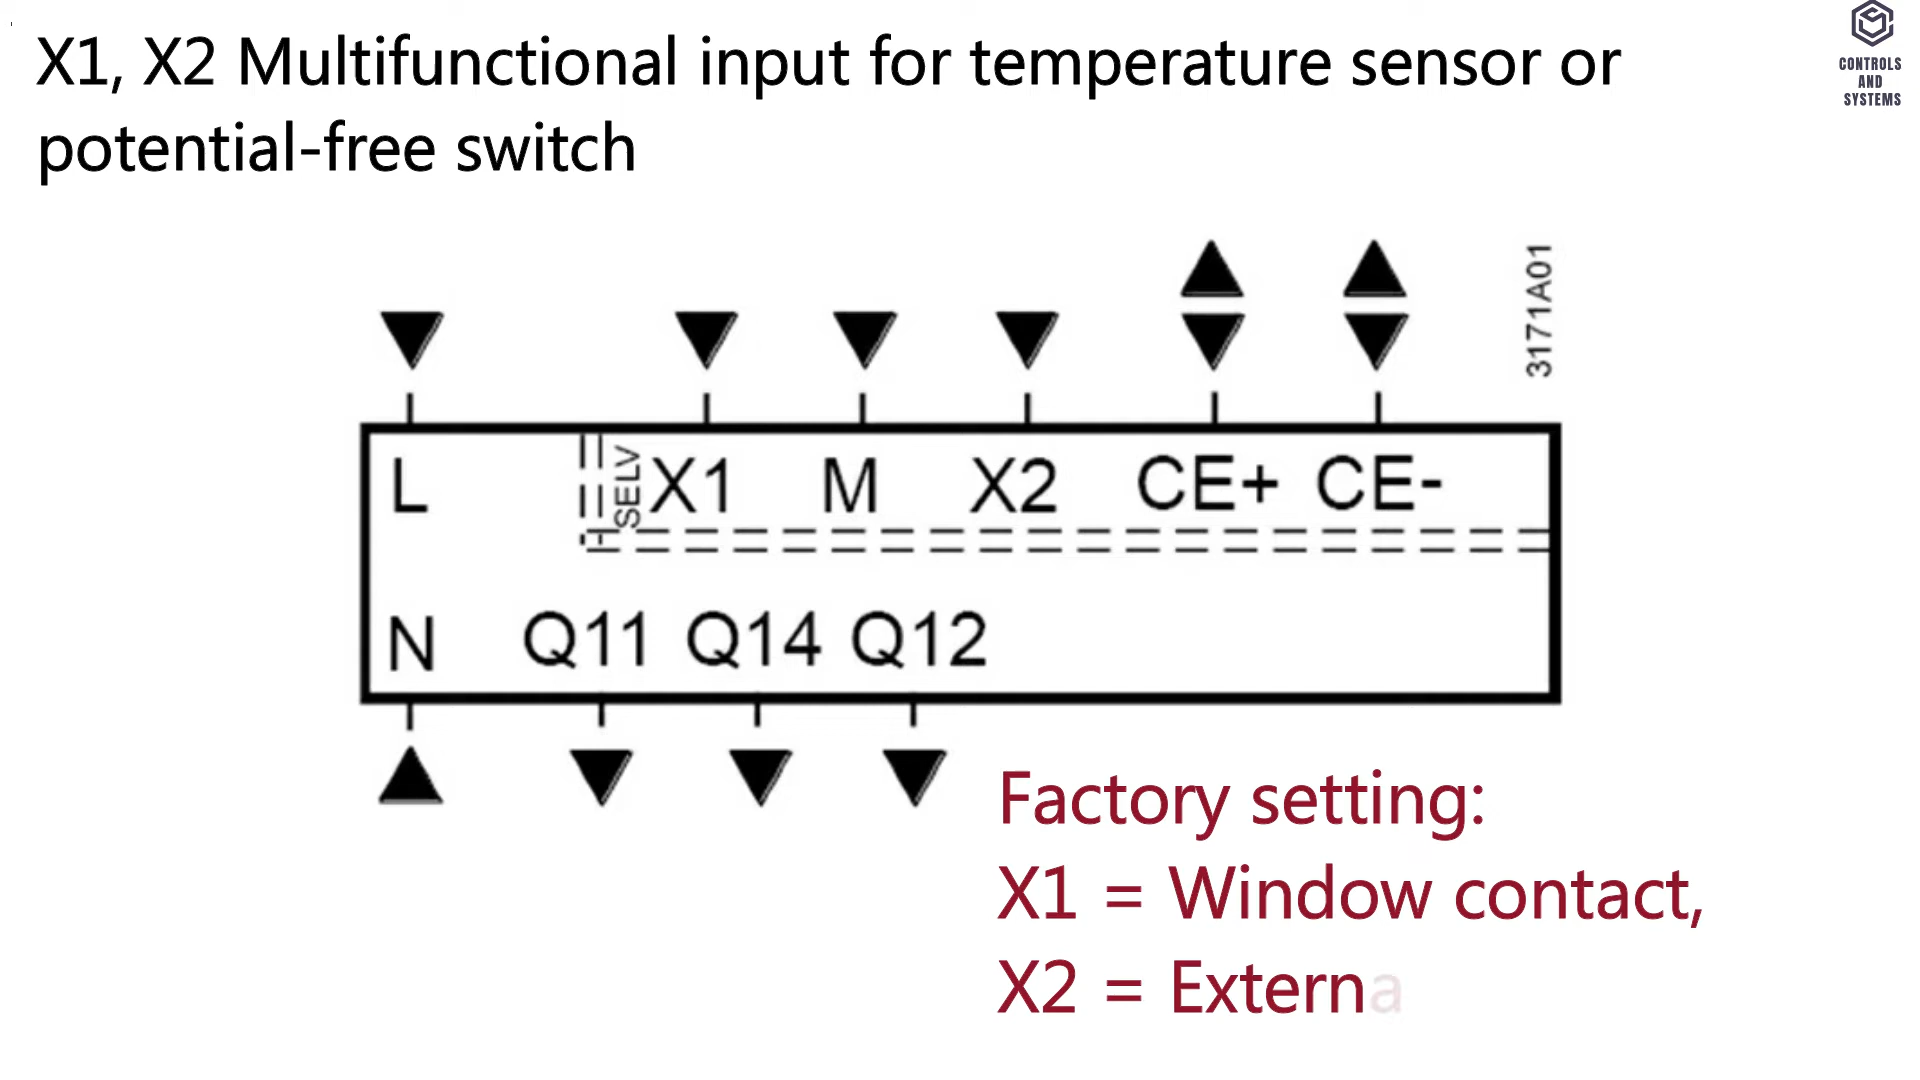 X1, X2 Multifunctional input for temperature sensor or
potential-free switch
CONTROLS
AND
SYSTEMS
3171A01
L
SELV
X1 M X2 CE+ CE-
N Q11 Q14 Q12
Factory setting:
X1 = Window contact,
X2 = Externa